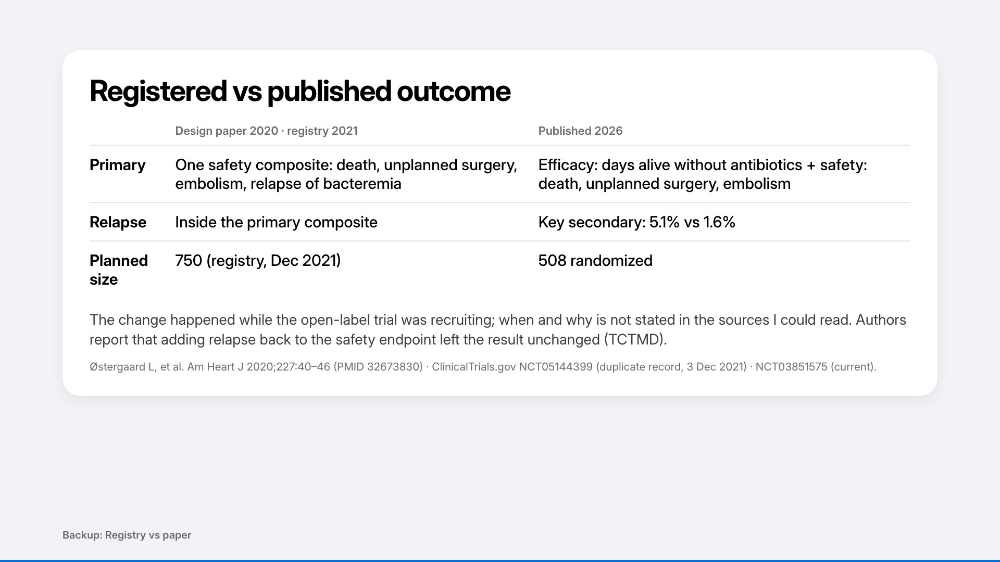 Registered vs published outcome
Design paper 2020 · registry 2021
Published 2026
Primary
One safety composite: death, unplanned surgery,
embolism, relapse of bacteremia
Efficacy: days alive without antibiotics + safety:
death, unplanned surgery, embolism
Relapse
Inside the primary composite
Key secondary: 5.1% vs 1.6%
Planned
size
750 (registry, Dec 2021)
508 randomized
The change happened while the open-label trial was recruiting; when and why is not stated in the sources I could read. Authors
report that adding relapse back to the safety endpoint left the result unchanged (TCTMD).
Østergaard L, et al. Am Heart J 2020;227:40–46 (PMID 32673830) · ClinicalTrials.gov NCT05144399 (duplicate record, 3 Dec 2021) · NCT03851575 (current).
Backup: Registry vs paper